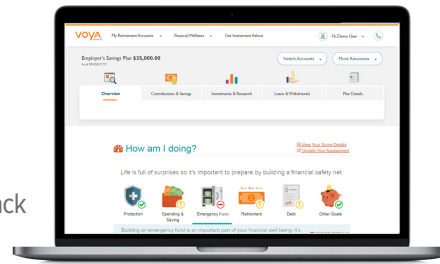 VOYA
My Retirement Accounts
Financial Wellness
Get Investment Advice
Hi, Demo User
Employer's Savings Plan $35,000.00
Switch Accounts
More Resources
Overview
Contributions & Savings
Investments & Research
Loans & Withdrawals
Plan Details
How am I doing?
View Your Score Details
Update Your Assessment
Life is full of surprises so it's important to prepare by building a financial safety net.
Protection
Spending & Saving
Emergency Fund
Retirement
Debt
Other Goals
Building an emergency fund is an important part of your financial well being. It's
ack